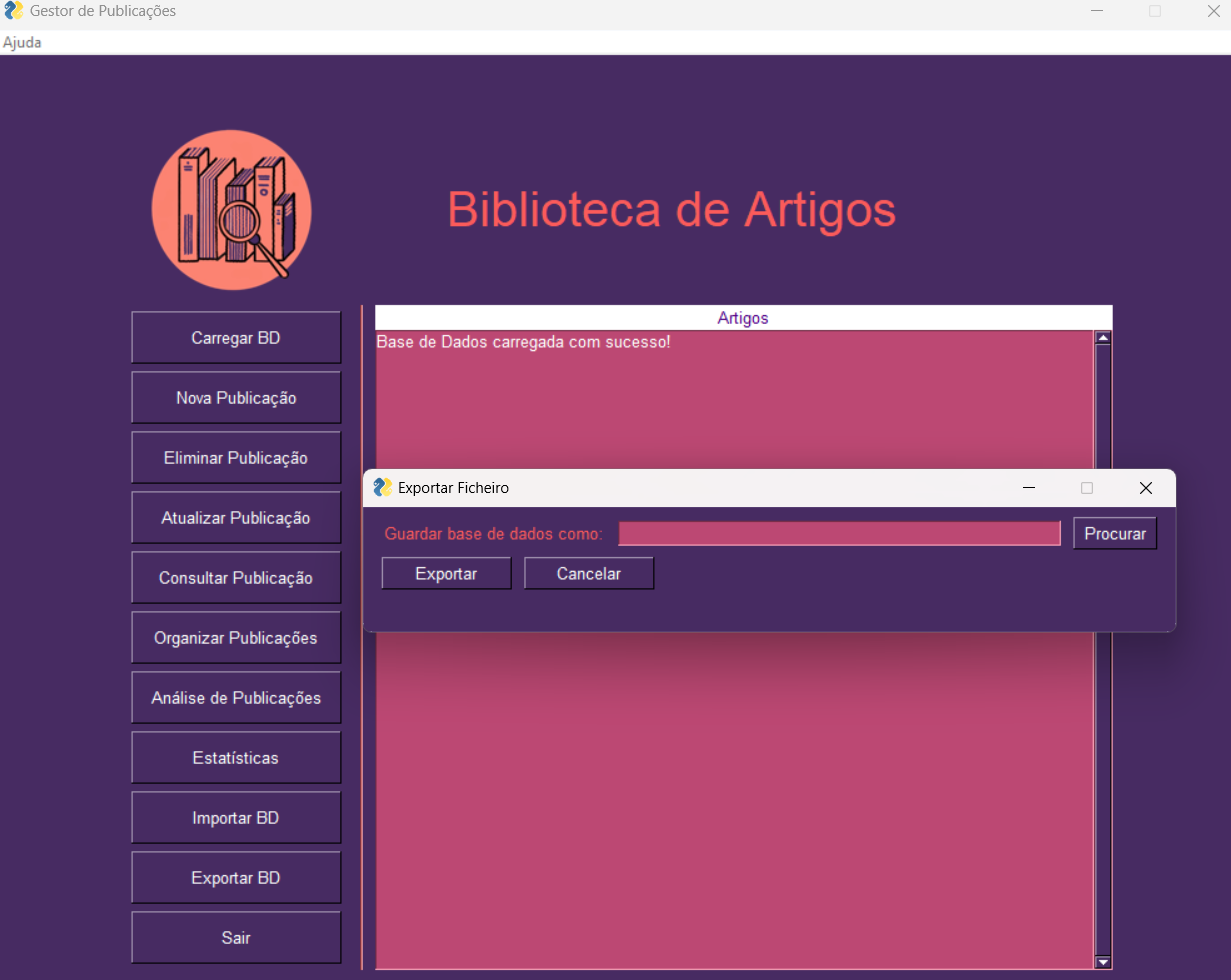 Gestor de Publicações
Ajuda
Biblioteca de Artigos
Carregar BD
Nova Publicação
Eliminar Publicação
Atualizar Publicação
Consultar Publicação
Organizar Publicações
Análise de Publicações
Estatísticas
Importar BD
Exportar BD
Sair
Artigos
Base de Dados carregada com sucesso!
Exportar Ficheiro
Guardar base de dados como:
Procurar
Exportar
Cancelar